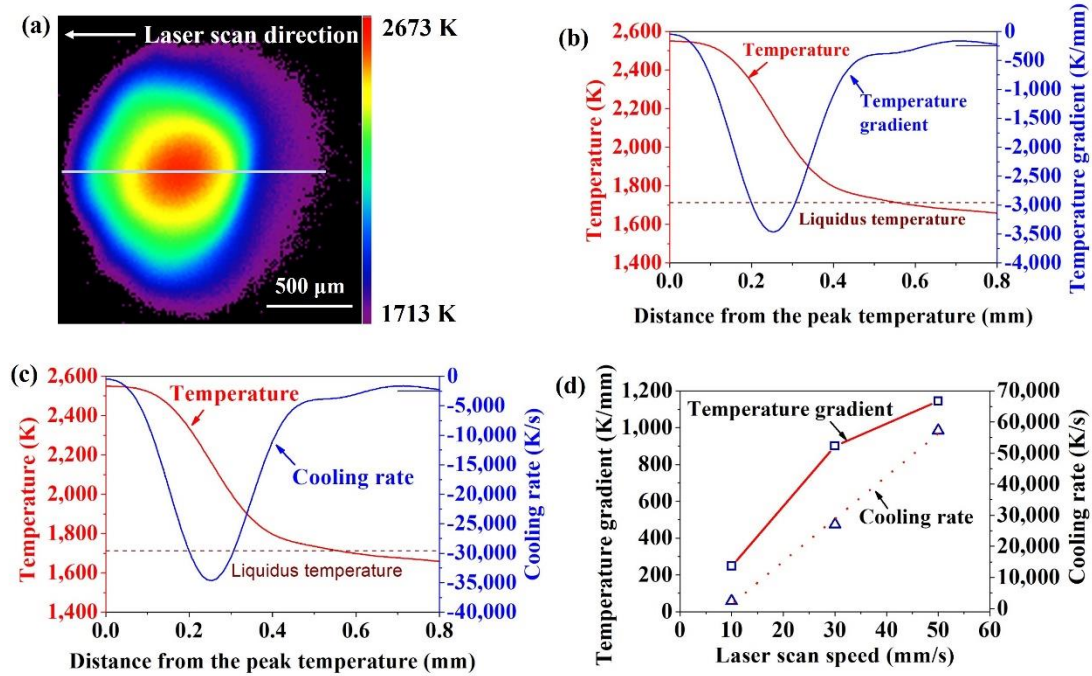 (a)
Laser scan direction
2673 K
500 µm
1713 K
(b)
Temperature (K)
2,600
2,400
2,200
2,000
1,800
1,600
1,400
Temperature
Temperature
gradient
Liquidus temperature
0
-500
-1,000
-1,500
-2,000
-2,500
-3,000
-3,500
-4,000
Temperature gradient (K/mm)
0.0 0.2 0.4 0.6 0.8
Distance from the peak temperature (mm)
(c)
Temperature (K)
2,600
2,400
2,200
2,000
1,800
1,600
1,400
Temperature
Cooling rate
Liquidus temperature
0
-5,000
-10,000
-15,000
-20,000
-25,000
-30,000
-35,000
-40,000
Cooling rate (K/s)
0.0 0.2 0.4 0.6 0.8
Distance from the peak temperature (mm)
(d)
Temperature gradient (K/mm)
1,200
1,000
800
600
400
200
0
Temperature gradient
Cooling rate
70,000
60,000
50,000
40,000
30,000
20,000
10,000
0
Cooling rate (K/s)
0 10 20 30 40 50 60
Laser scan speed (mm/s)